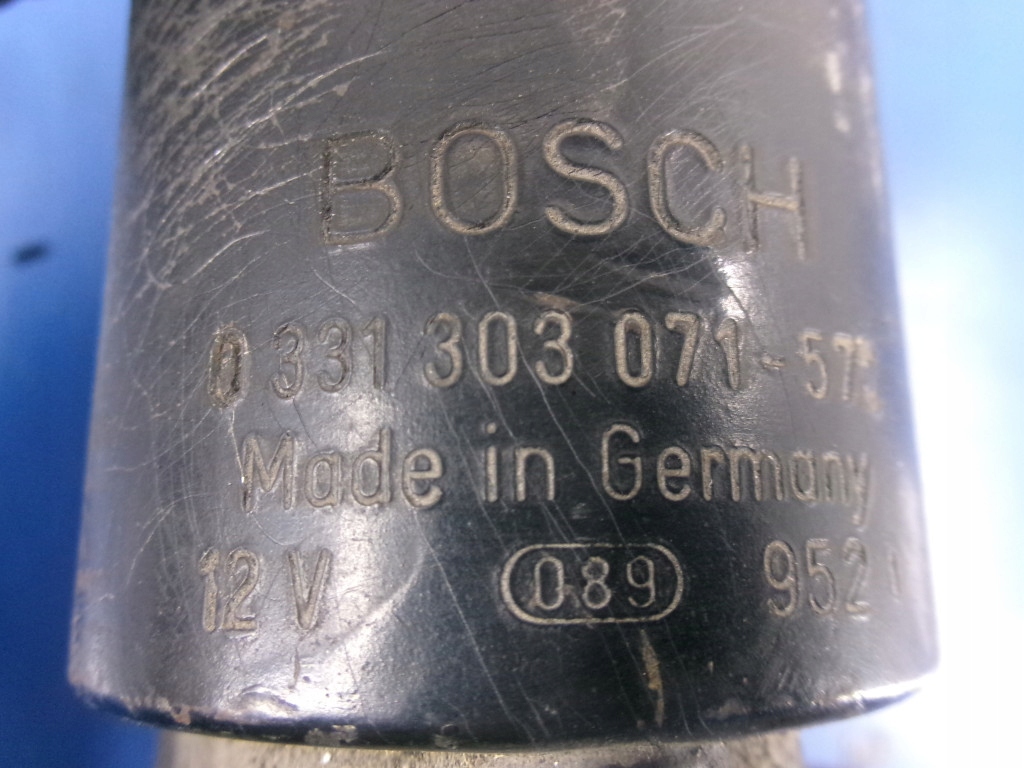 BOSCH
0 331 303 071-57
Made in Germany
12 V 089 952